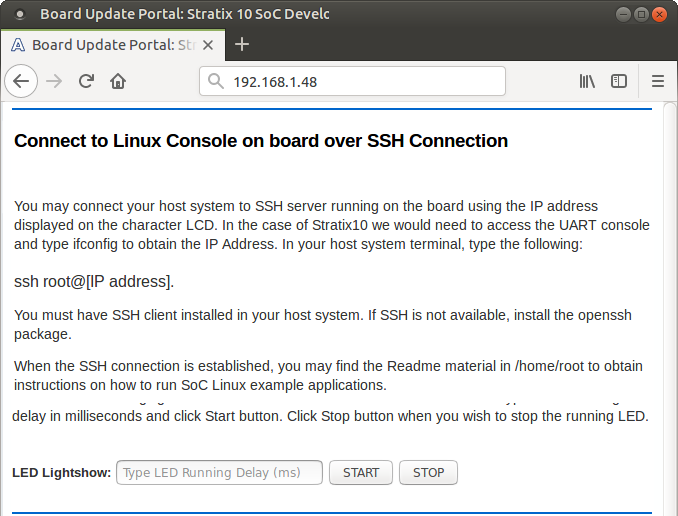 Board Update Portal: Stratix 10 SoC Develc
Board Update Portal: Str
192.168.1.48
Connect to Linux Console on board over SSH Connection
You may connect your host system to SSH server running on the board using the IP address
displayed on the character LCD. In the case of Stratix10 we would need to access the UART console
and type ifconfig to obtain the IP Address. In your host system terminal, type the following:
ssh root@[IP address].
You must have SSH client installed in your host system. If SSH is not available, install the openssh
package.
When the SSH connection is established, you may find the Readme material in /home/root to obtain
instructions on how to run SoC Linux example applications.
delay in milliseconds and click Start button. Click Stop button when you wish to stop the running LED.
LED Lightshow: Type LED Running Delay (ms) START STOP